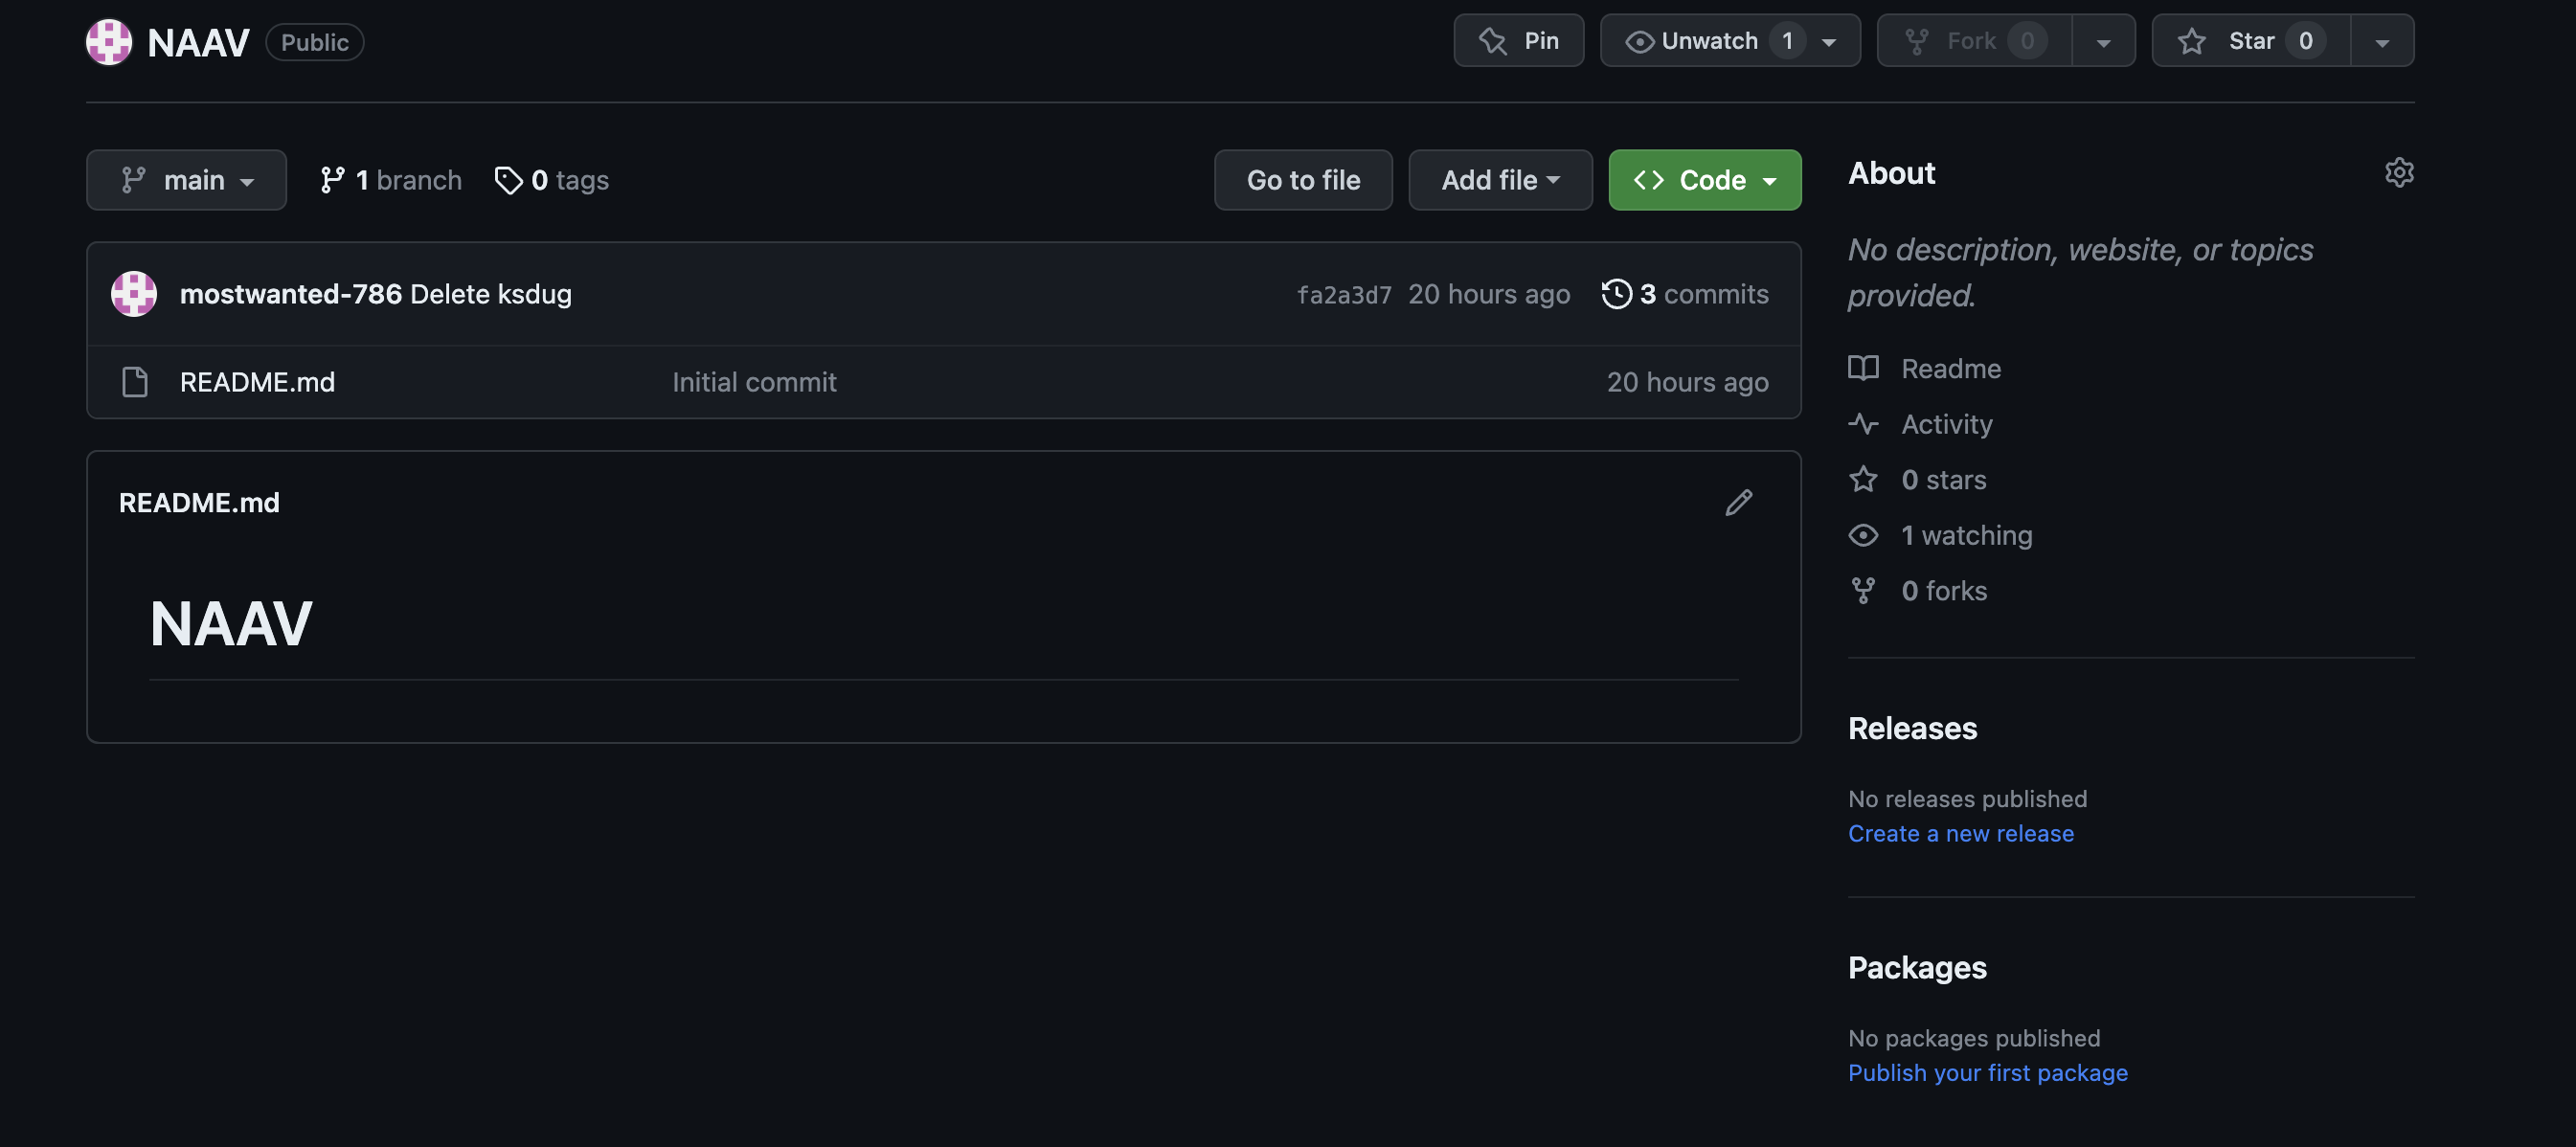 NAAV Public Pin Unwatch 1 Fork 0 Star 0
main 1 branch 0 tags Go to file Add file Code
mostwanted-786 Delete ksdug fa2a3d7 20 hours ago 3 commits
README.md Initial commit 20 hours ago
README.md
NAAV
About
No description, website, or topics
provided.
Readme
Activity
0 stars
1 watching
0 forks
Releases
No releases published
Create a new release
Packages
No packages published
Publish your first package